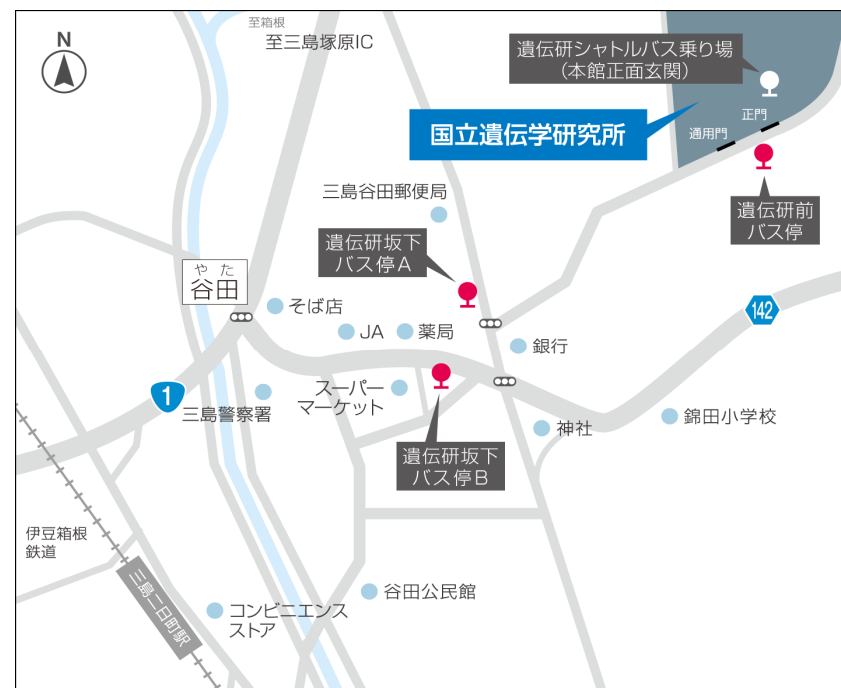 N
至箱根
至三島塚原IC
遺伝研シャトルバス乗り場
（本館正面玄関）
国立遺伝学研究所
正門
通用門
三島谷田郵便局
遺伝研前
バス停
遺伝研坂下
バス停A
やた
谷田
そば店
JA
薬局
142
銀行
1
三島警察署
スーパー
マーケット
神社
錦田小学校
遺伝研坂下
バス停B
伊豆箱根
鉄道
三島二日町駅
谷田公民館
コンビニエンス
ストア